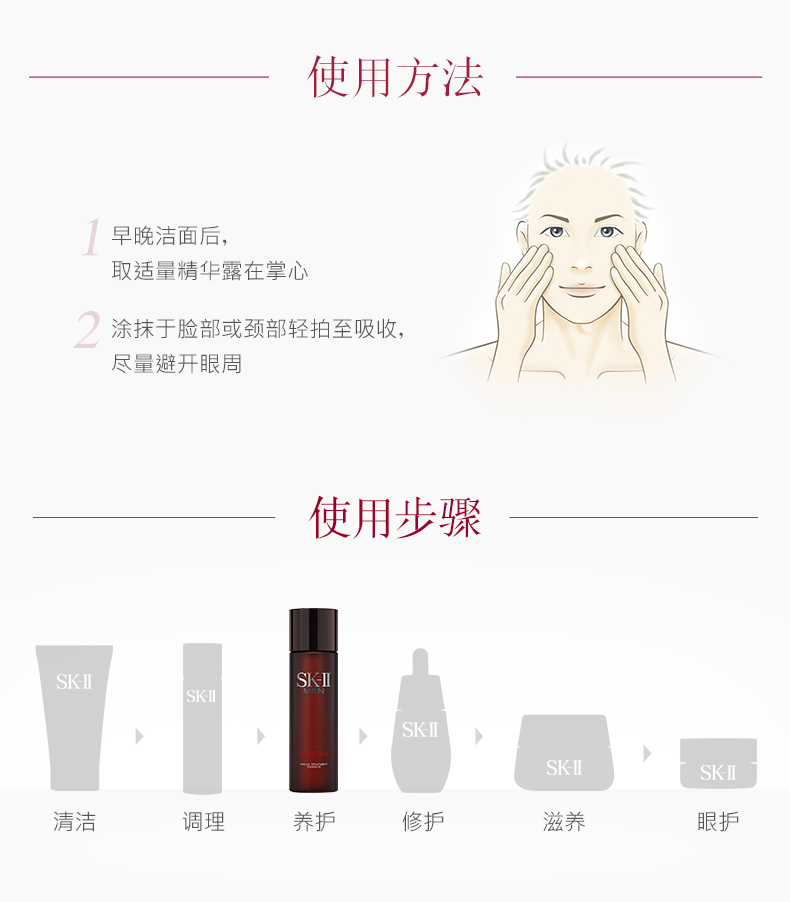 使用方法
1 早晚洁面后,
取适量精华露在掌心
2 涂抹于脸部或颈部轻拍至吸收,
尽量避开眼周
使用步骤
SK-II
SK-II
SK-II
MEN
FACIAL TREATMENT
ESSENCE
SK-II
SK-II
SK-II
清洁 调理 养护 修护 滋养 眼护